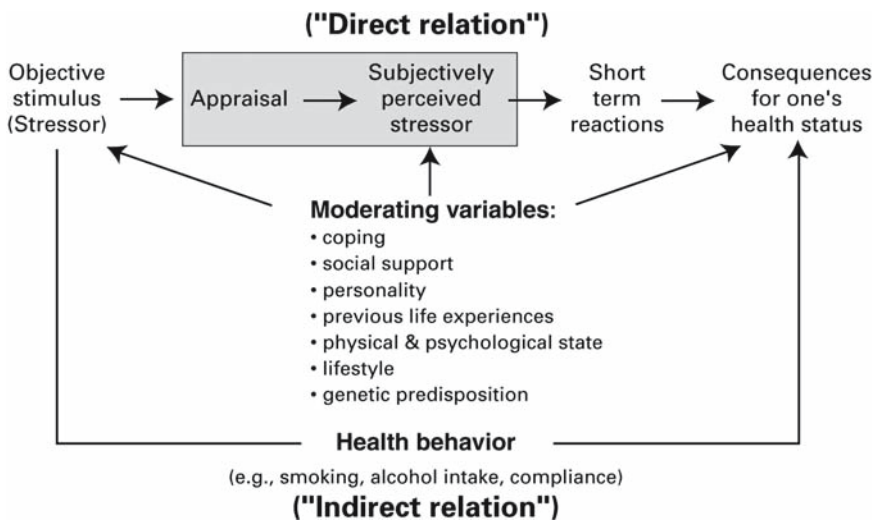 ("Direct relation")
Objective
stimulus
(Stressor)
Appraisal
Subjectively
perceived
stressor
Short
term
reactions
Consequences
for one's
health status
Moderating variables:
• coping
• social support
• personality
• previous life experiences
• physical & psychological state
• lifestyle
• genetic predisposition
Health behavior
(e.g., smoking, alcohol intake, compliance)
("Indirect relation")